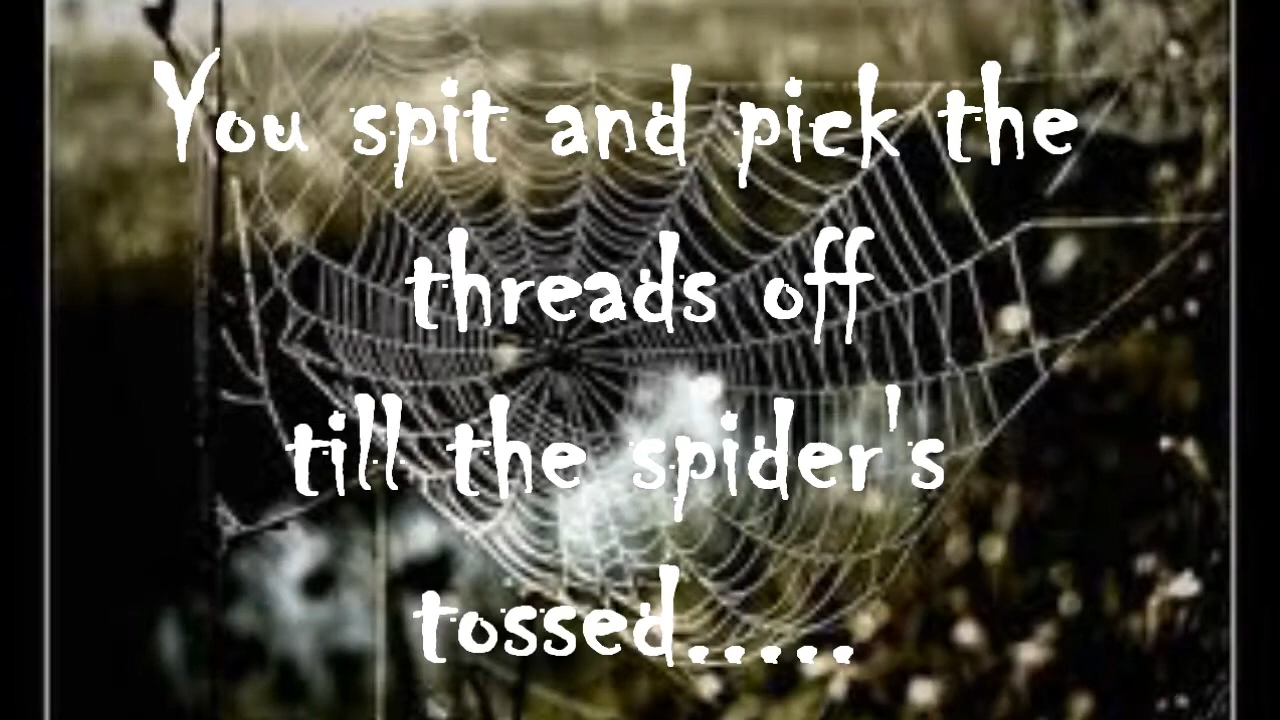 You spit and pick the
threads off
till the spider's
tossed.....